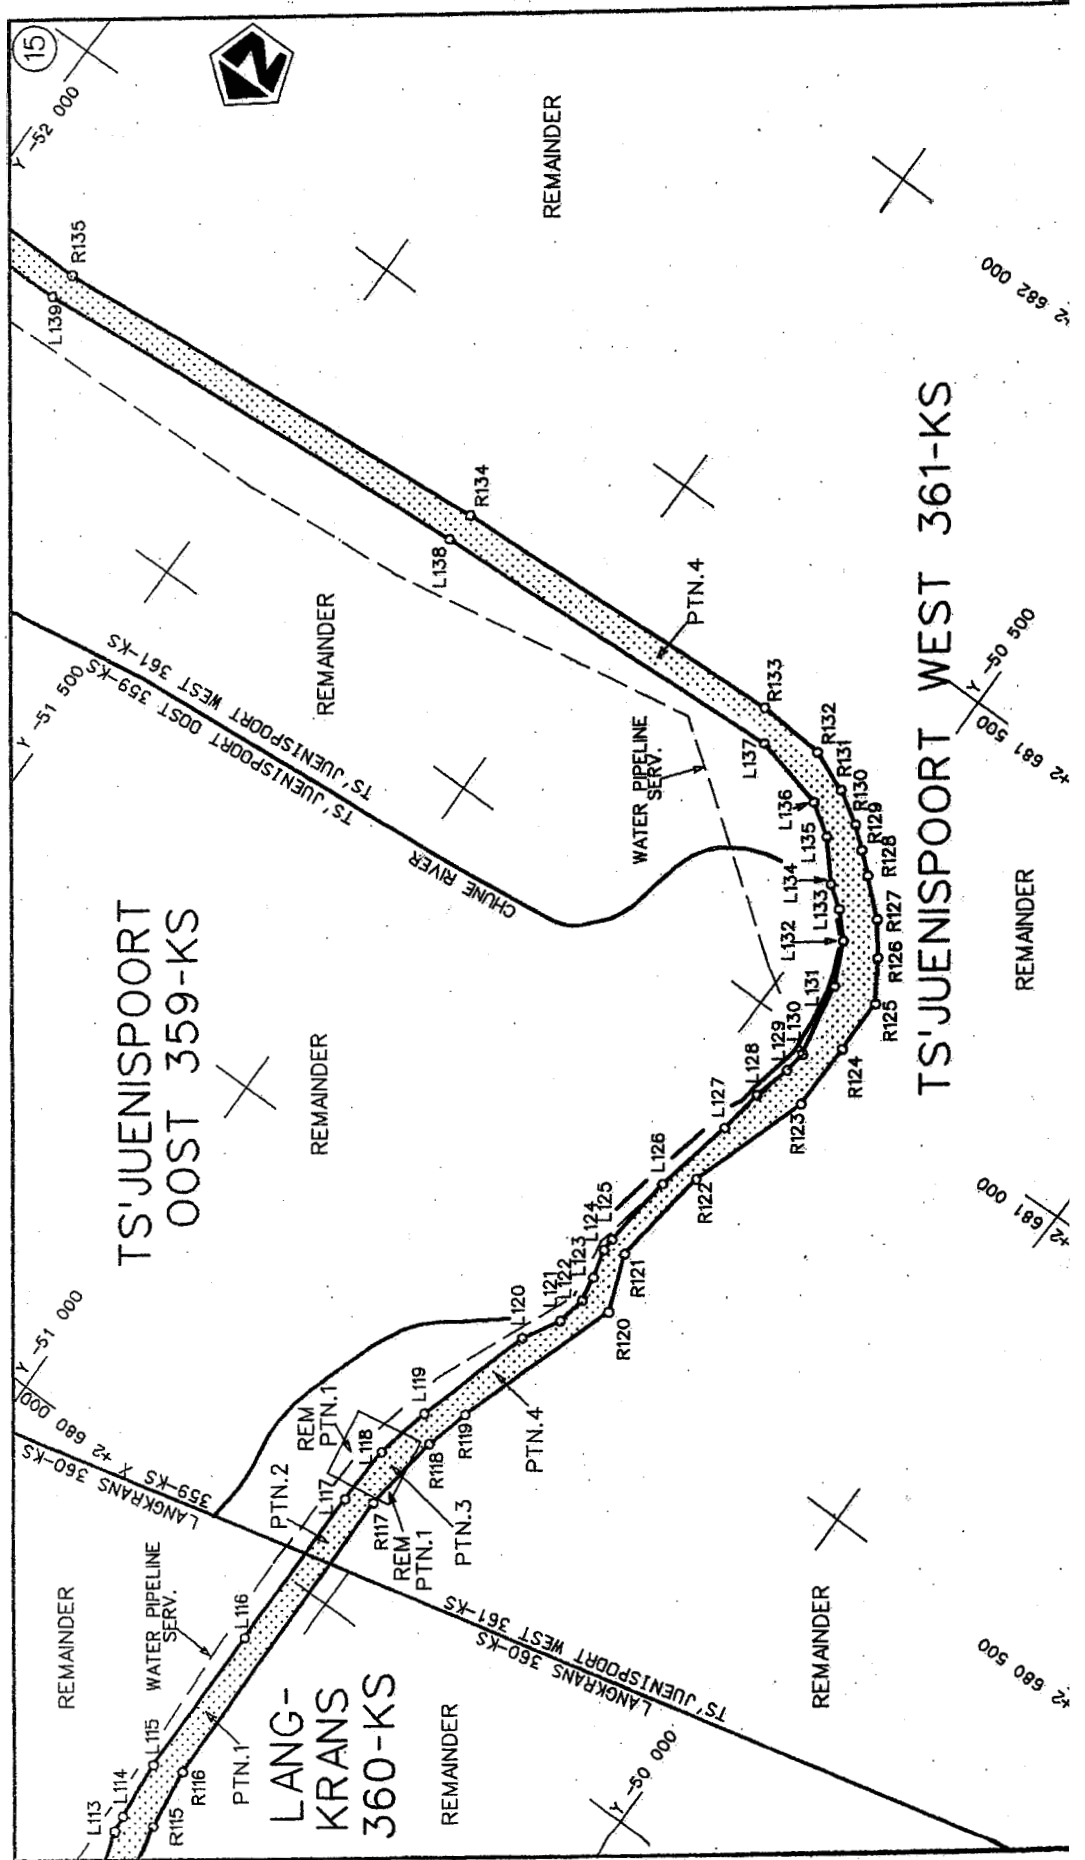 15
Y -52 000
REMAINDER
R135
L139
+2 682 000
R134
L138
PTN.4
TS'JUENISPOORT WEST 361-KS
TS'JUENISPOORT OOST 359-KS
Y -51 500
REMAINDER
CHUNE RIVER
WATER PIPELINE
SERV.
R133
L137
R132
R131
R130
R129
R128
R127
R126
R125
R124
R123
R122
R121
R120
R119
R118
R117
R116
R115
L136
L135
L134
L133
L132
L131
L130
L129
L128
L127
L126
L125
L124
L123
L122
L121
L120
L119
L118
L117
L116
L115
L114
L113
Y -50 500
+2 681 500
TS'JUENISPOORT WEST 361-KS
REMAINDER
TS'JUENISPOORT
OOST 359-KS
REMAINDER
+2 681 000
Y -51 000
X +2 680 000
LANGKRANS 360-KS
359-KS
REM
PTN.1
PTN.2
REM
PTN.1
PTN.3
PTN.4
REMAINDER
WATER PIPELINE
SERV.
PTN.1
LANG-
KRANS
360-KS
REMAINDER
TS'JUENISPOORT WEST 361-KS
LANGKRANS 360-KS
REMAINDER
Y -50 000
+2 680 500